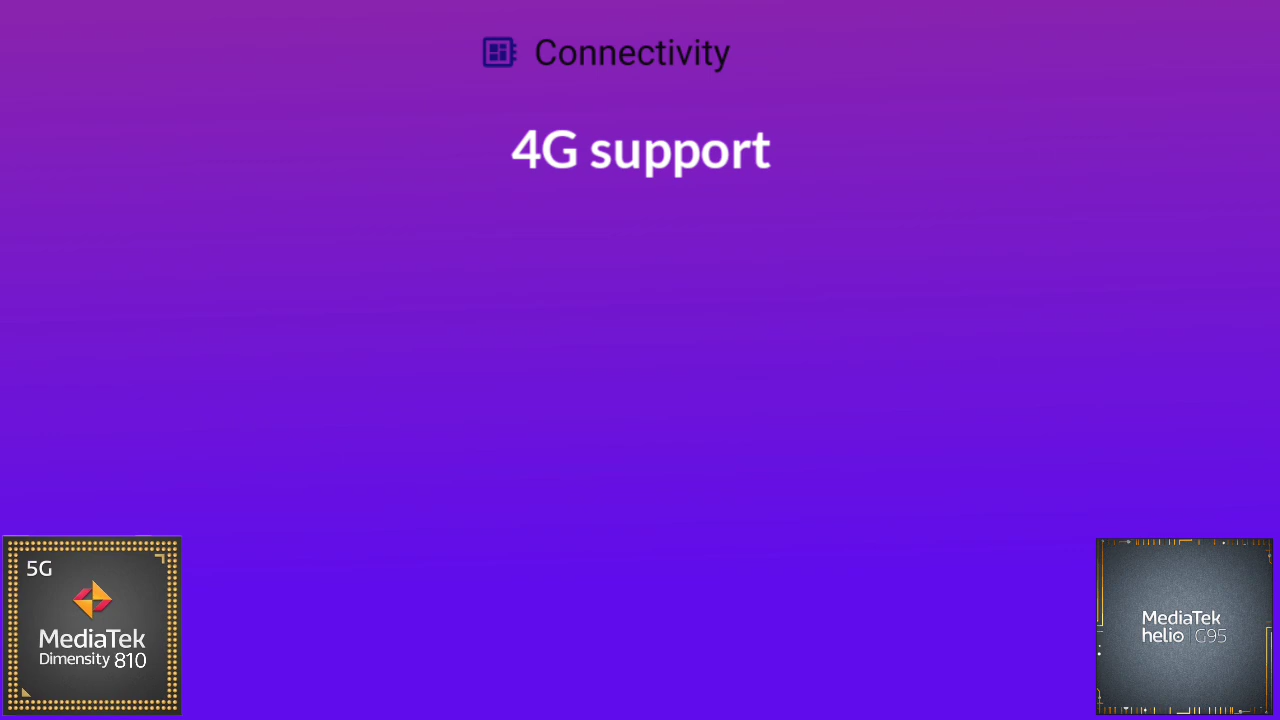 Connectivity
4G support
5G
MediaTek
Dimensity 810
MediaTek
helio G95